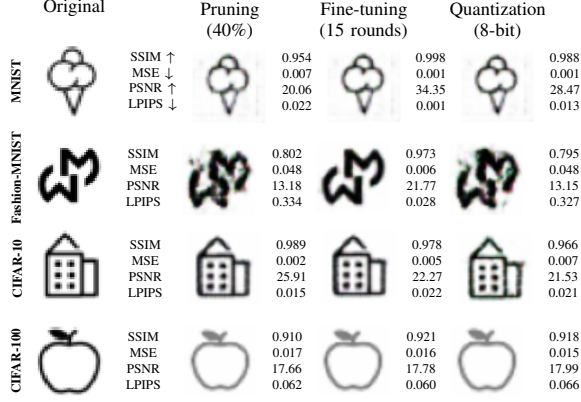 Original Pruning Fine-tuning Quantization
(40%) (15 rounds) (8-bit)
MNIST
SSIM ↑ 0.954 0.998 0.988
MSE ↓ 0.007 0.001 0.001
PSNR ↑ 20.06 34.35 28.47
LPIPS ↓ 0.022 0.001 0.013
Fashion-MNIST
SSIM 0.802 0.973 0.795
MSE 0.048 0.006 0.048
PSNR 13.18 21.77 13.15
LPIPS 0.334 0.028 0.327
CIFAR-10
SSIM 0.989 0.978 0.966
MSE 0.002 0.005 0.007
PSNR 25.91 22.27 21.53
LPIPS 0.015 0.022 0.021
CIFAR-100
SSIM 0.910 0.921 0.918
MSE 0.017 0.016 0.015
PSNR 17.66 17.78 17.99
LPIPS 0.062 0.060 0.066